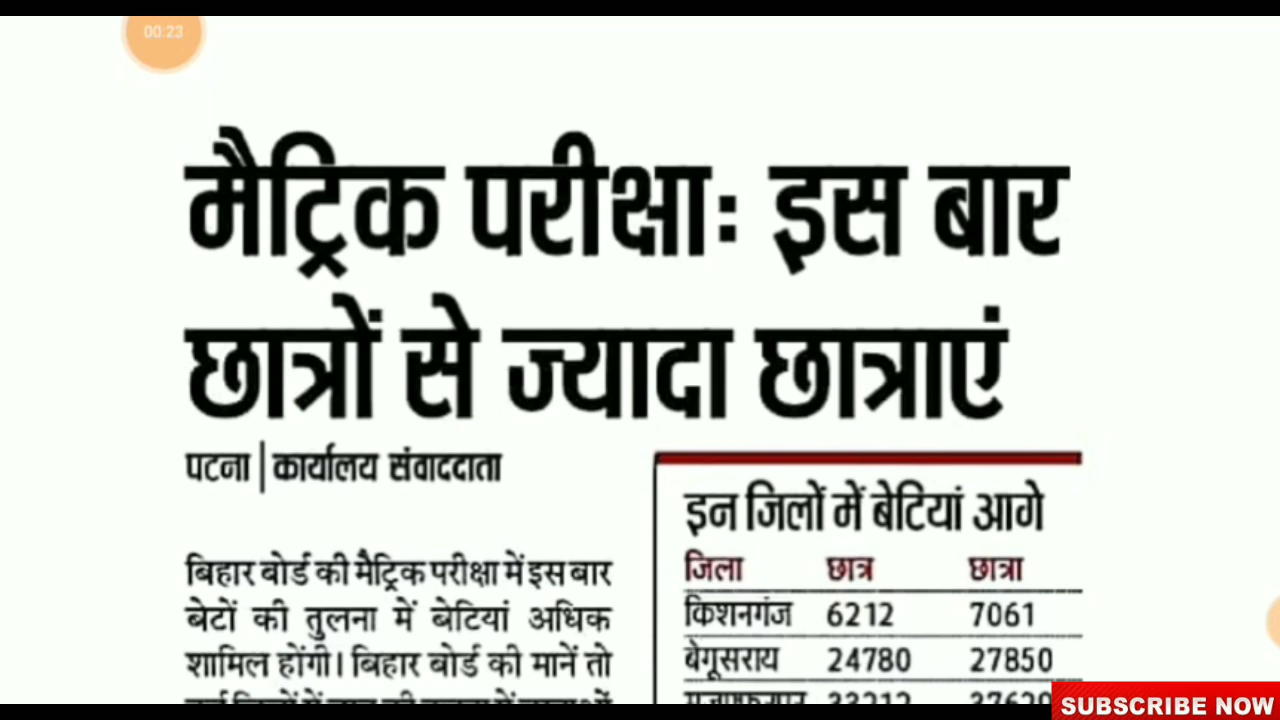 00:23
मैट्रिक परीक्षाः इस बार
छात्रों से ज्यादा छात्राएं
पटना | कार्यालय संवाददाता
बिहार बोर्ड की मैट्रिक परीक्षा में इस बार
बेटों की तुलना में बेटियां अधिक
शामिल होंगी। बिहार बोर्ड की मानें तो
इन जिलों में बेटियां आगे
जिला छात्र छात्रा
किशनगंज 6212 7061
बेगूसराय 24780 27850
SUBSCRIBE NOW